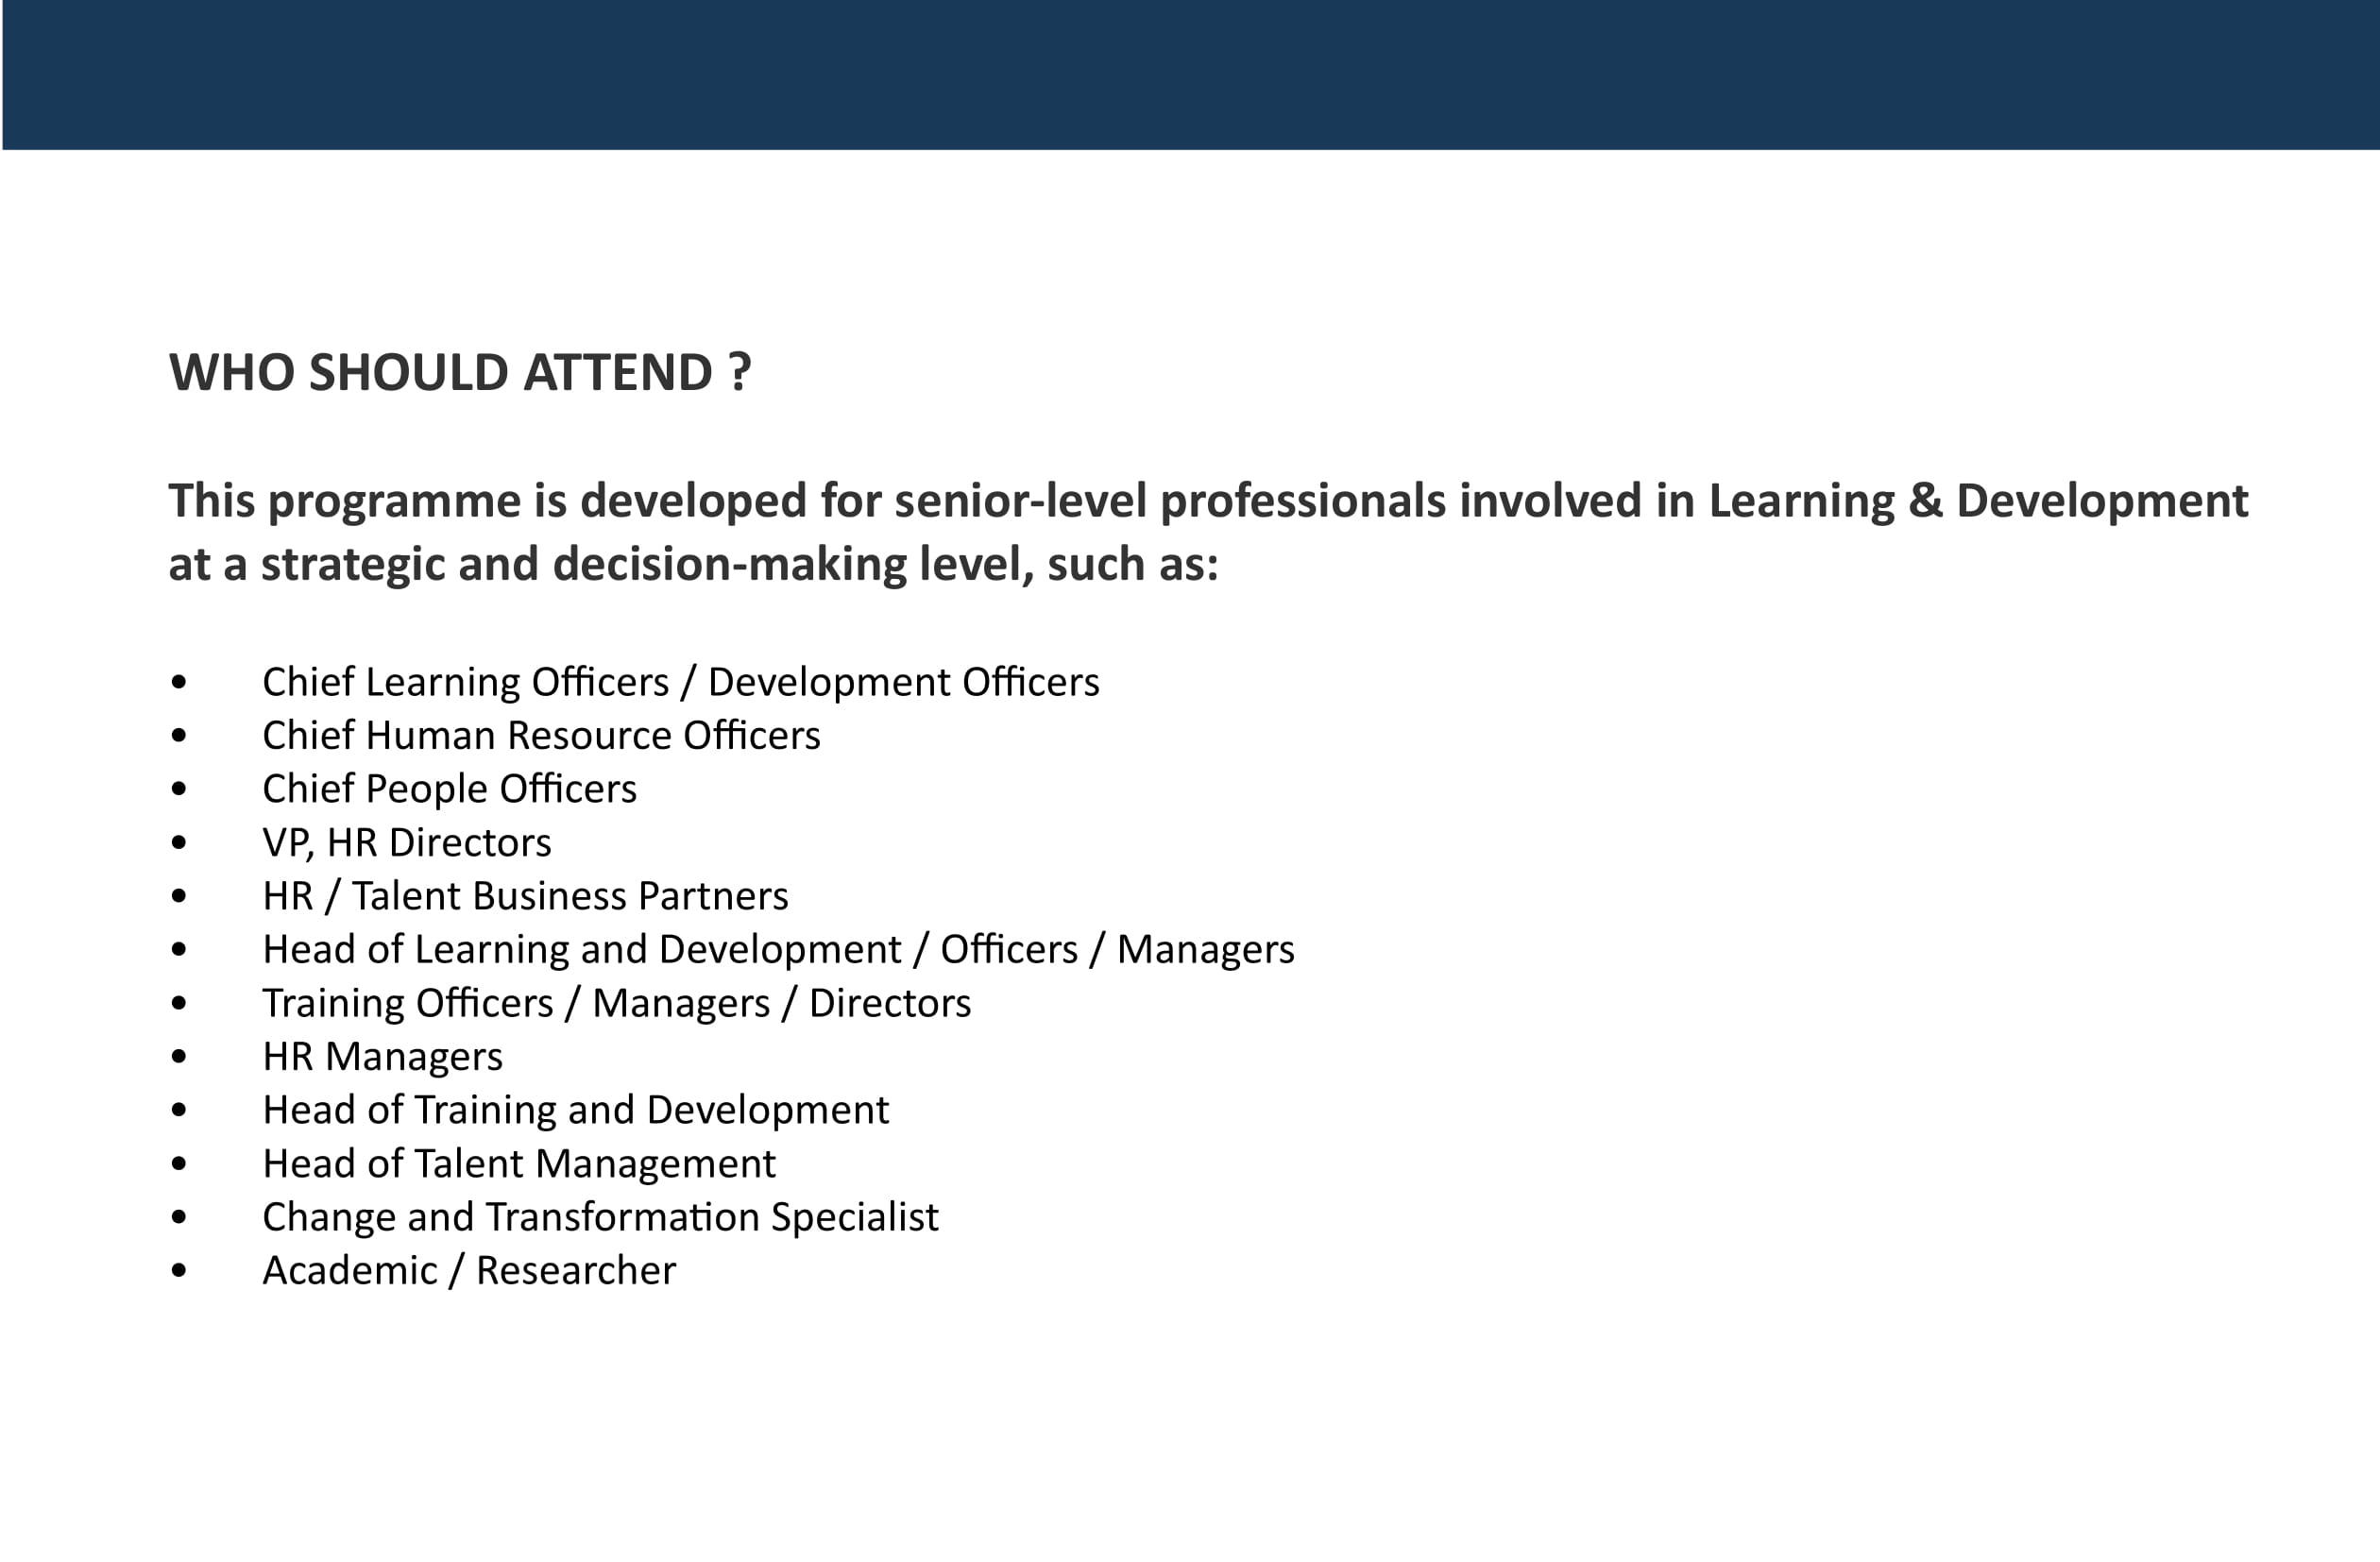 WHO SHOULD ATTEND ?
This programme is developed for senior-level professionals involved in Learning & Development
at a strategic and decision-making level, such as:
• Chief Learning Officers / Development Officers
• Chief Human Resource Officers
• Chief People Officers
• VP, HR Directors
• HR / Talent Business Partners
• Head of Learning and Development / Officers / Managers
• Training Officers / Managers / Directors
• HR Managers
• Head of Training and Development
• Head of Talent Management
• Change and Transformation Specialist
• Academic / Researcher